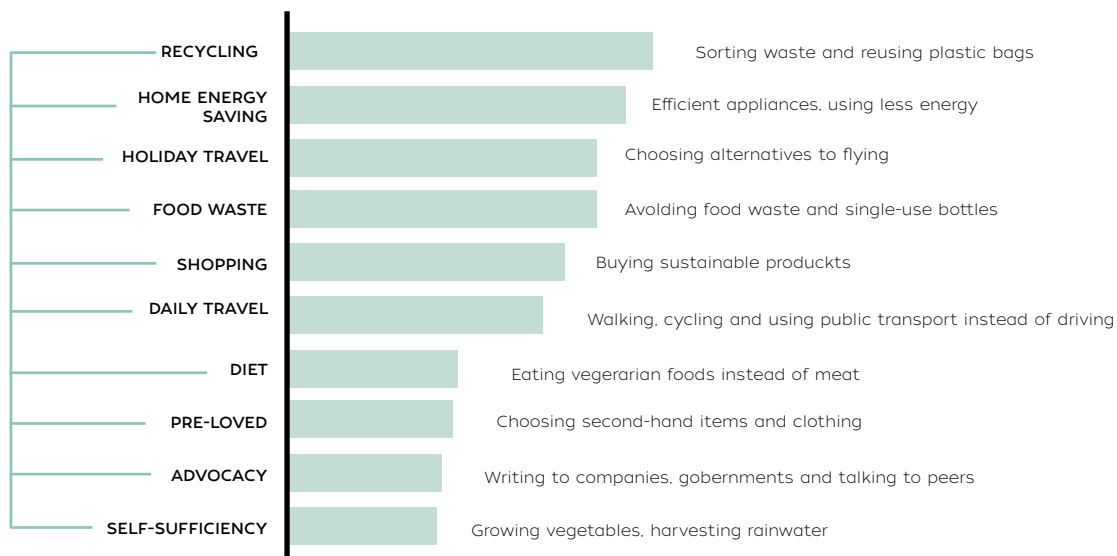 RECYCLING
Sorting waste and reusing plastic bags
HOME ENERGY
SAVING
Efficient appliances, using less energy
HOLIDAY TRAVEL
Choosing alternatives to flying
FOOD WASTE
Avolding food waste and single-use bottles
SHOPPING
Buying sustainable produckts
DAILY TRAVEL
Walking, cycling and using public transport instead of driving
DIET
Eating vegerarian foods instead of meat
PRE-LOVED
Choosing second-hand items and clothing
ADVOCACY
Writing to companies, gobernments and talking to peers
SELF-SUFFICIENCY
Growing vegetables, harvesting rainwater